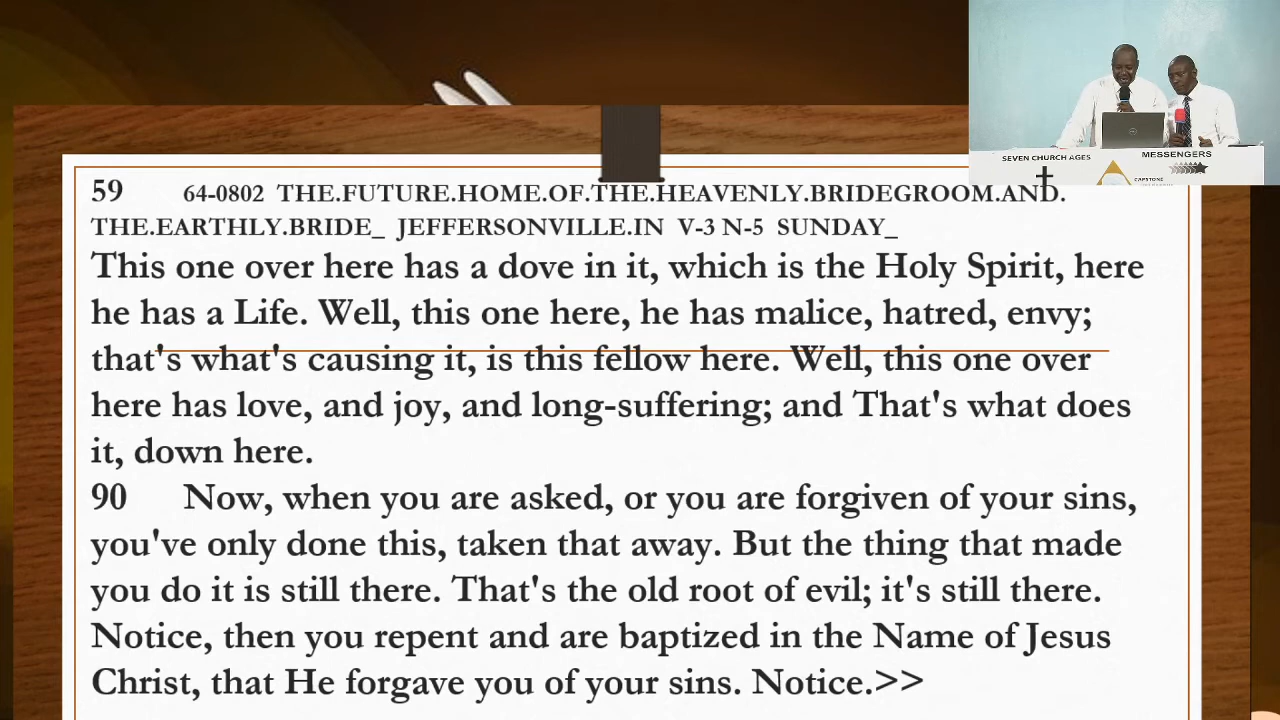 59 64-0802 THE.FUTURE.HOME.OF.THE.HEAVENLY.BRIDEGROOM.AND.
THE.EARTHLY.BRIDE_ JEFFERSONVILLE.IN V-3 N-5 SUNDAY_
This one over here has a dove in it, which is the Holy Spirit, here
he has a Life. Well, this one here, he has malice, hatred, envy;
that's what's causing it, is this fellow here. Well, this one over
here has love, and joy, and long-suffering; and That's what does
it, down here.
90 Now, when you are asked, or you are forgiven of your sins,
you've only done this, taken that away. But the thing that made
you do it is still there. That's the old root of evil; it's still there.
Notice, then you repent and are baptized in the Name of Jesus
Christ, that He forgave you of your sins. Notice.>>
SEVEN CHURCH AGES MESSENGERS
CAPSTONE